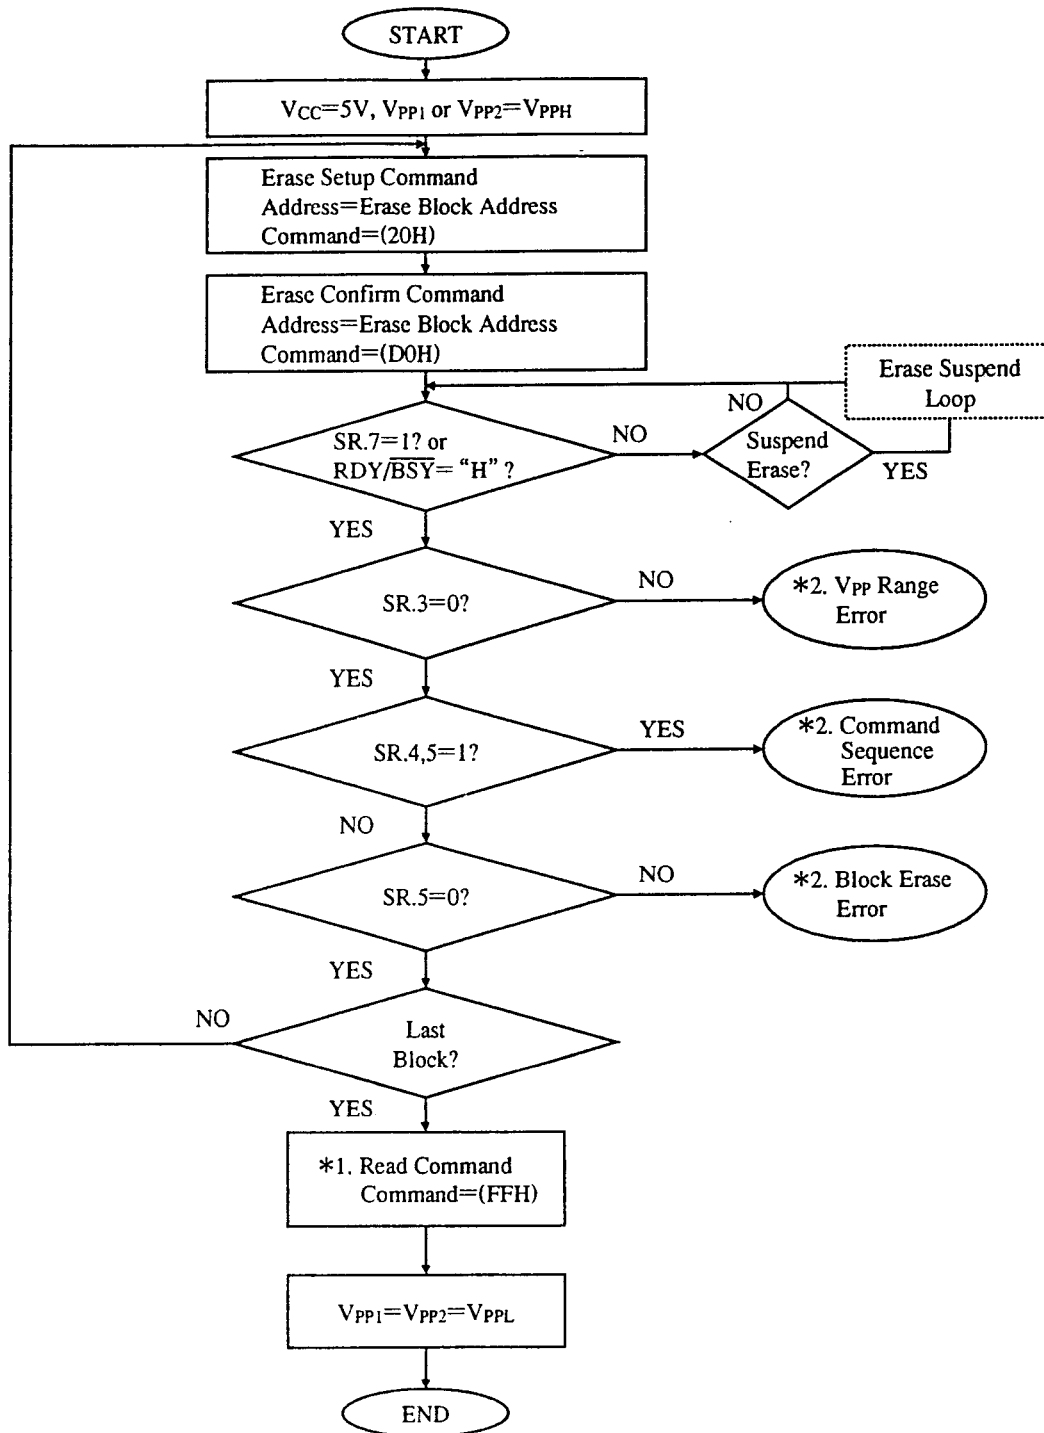 START
VCC=5V, VPP1 or VPP2=VPPH
Erase Setup Command
Address=Erase Block Address
Command=(20H)
Erase Confirm Command
Address=Erase Block Address
Command=(D0H)
Erase Suspend
Loop
NO
SR.7=1? or
RDY/B̅S̅Y̅= “H” ?
NO
Suspend
Erase?
YES
YES
SR.3=0?
NO
*2. VPP Range
Error
YES
SR.4,5=1?
YES
*2. Command
Sequence
Error
NO
SR.5=0?
NO
*2. Block Erase
Error
YES
NO
Last
Block?
YES
*1. Read Command
Command=(FFH)
VPP1=VPP2=VPPL
END